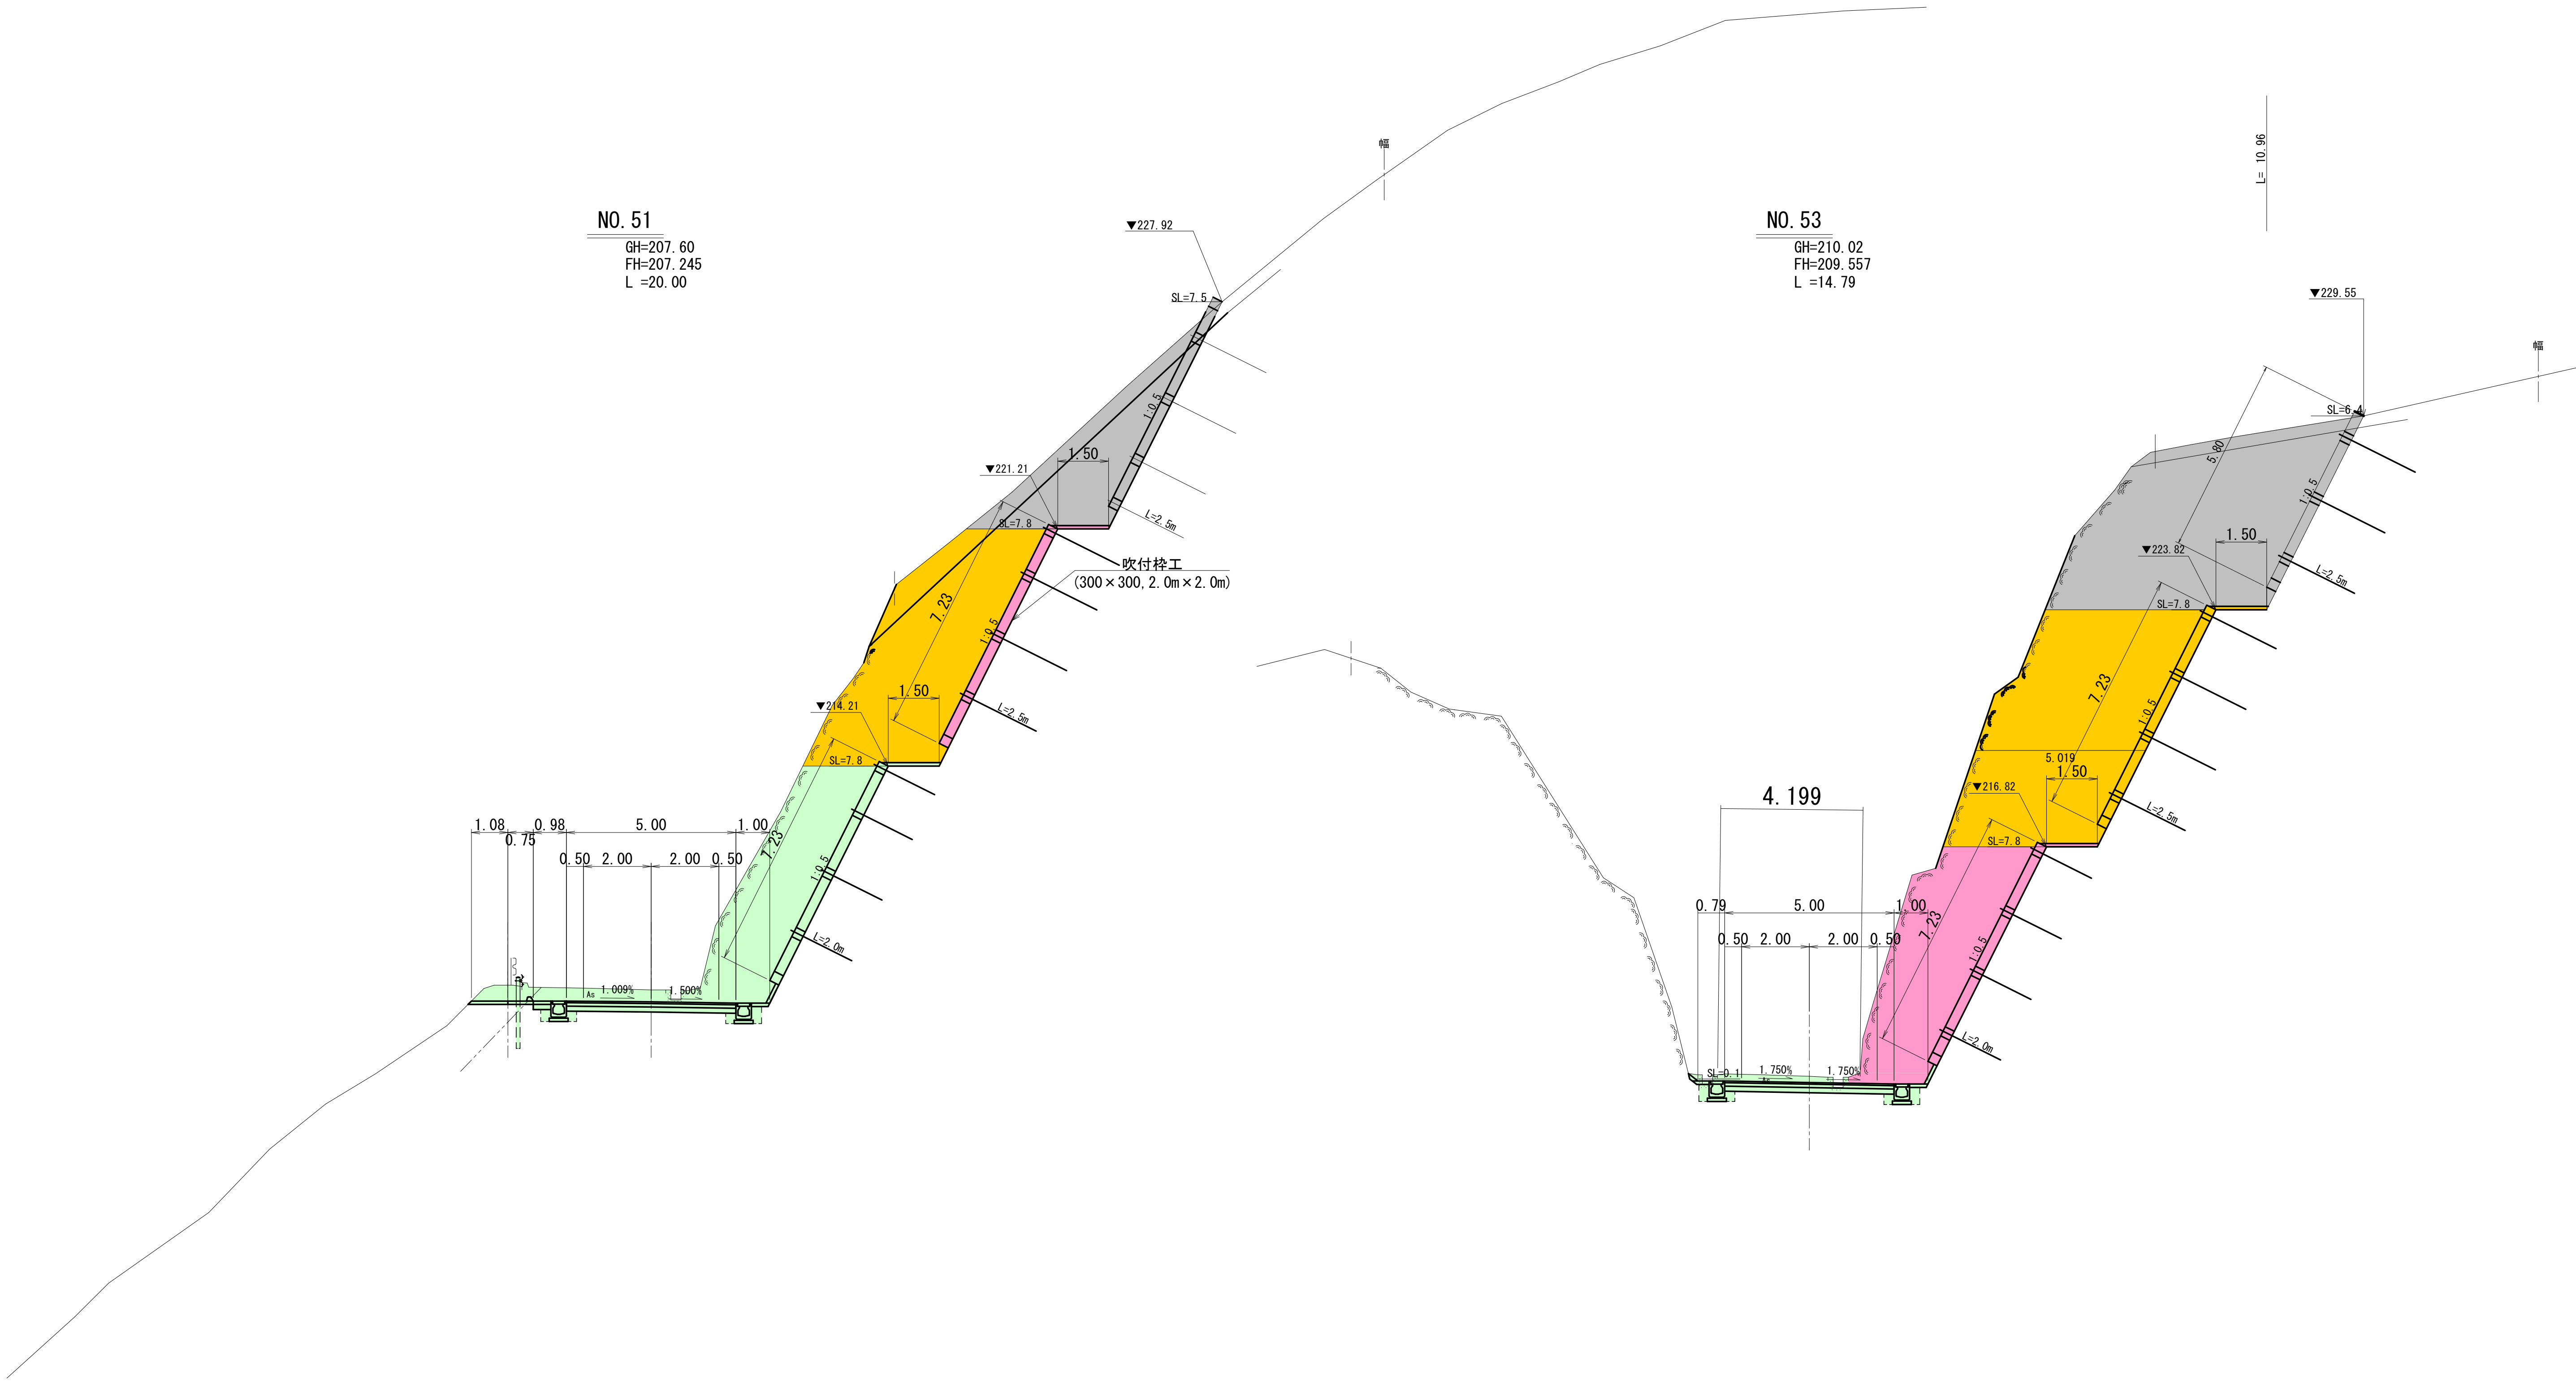 NO.51
GH=207.60
FH=207.245
L =20.00
▼227.92
SL=7.5
幅
1:0.5
1.50
▼221.21
SL=7.8
L=2.5m
吹付枠工
(300×300,2.0m×2.0m)
7.23
1:0.5
1.50
▼214.21
L=2.5m
SL=7.8
7.23
1:0.5
L=2.0m
1.08
0.75
0.98
5.00
1.00
0.50
2.00
2.00
0.50
As
1.009%
1.500%
NO.53
GH=210.02
FH=209.557
L =14.79
L= 10.96
▼229.55
幅
SL=6.4
5.80
1:0.5
1.50
▼223.82
L=2.5m
SL=7.8
7.23
1:0.5
5.019
1.50
▼216.82
L=2.5m
SL=7.8
4.199
7.23
1:0.5
L=2.0m
0.79
5.00
1.00
0.50
2.00
2.00
0.50
SL=0.1
1.750%
As
1.750%